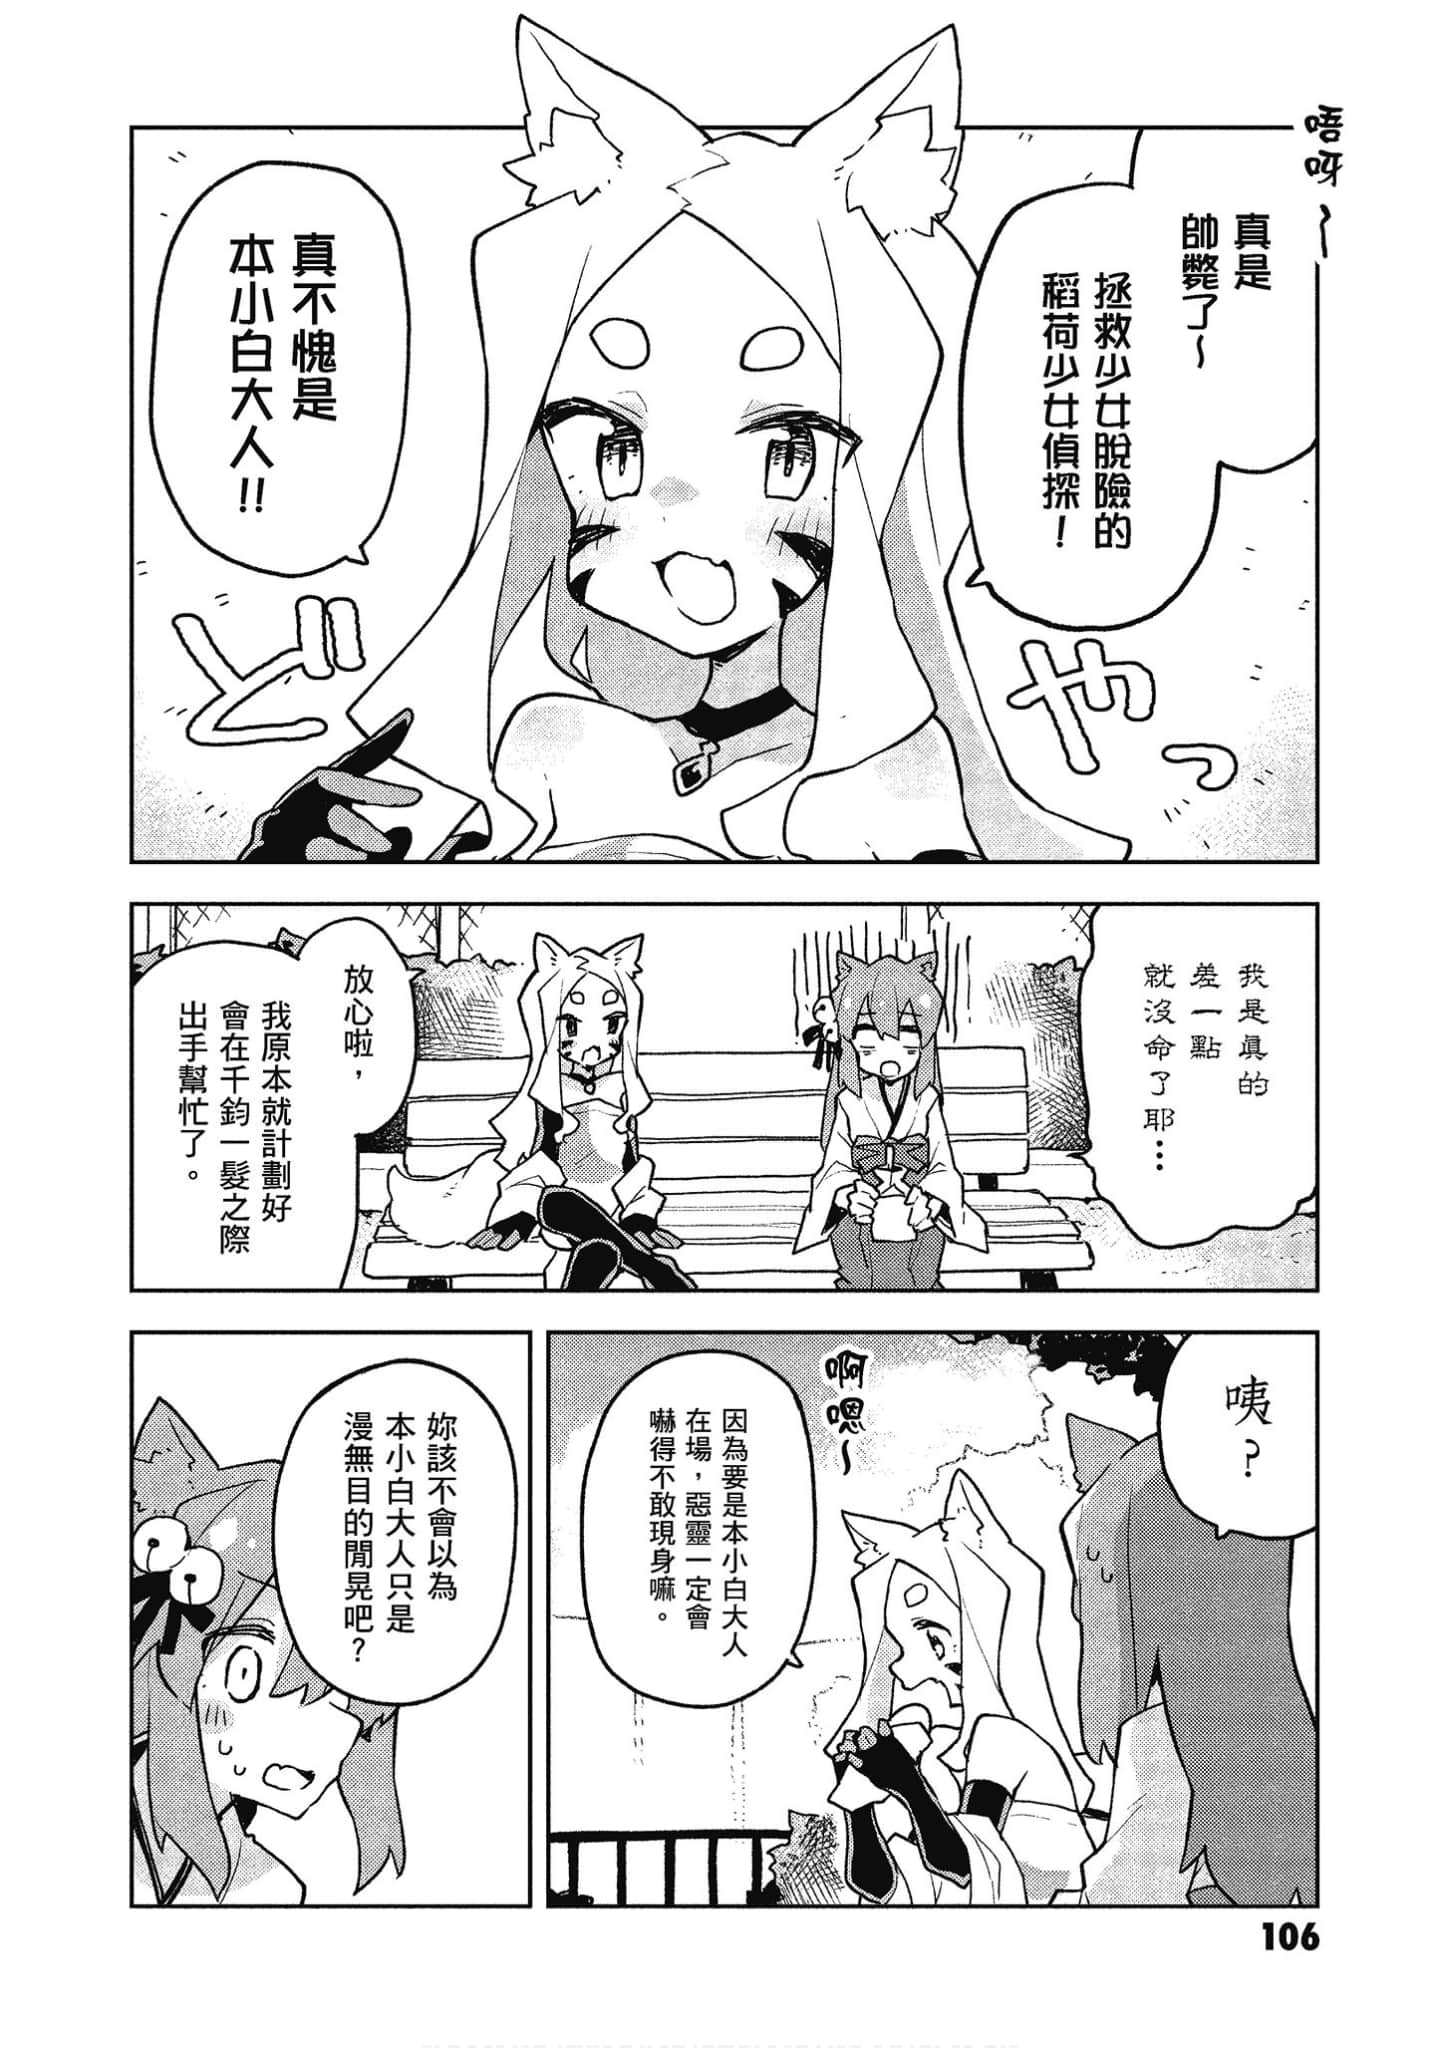 唔呀～
真是
帥斃了～
拯救少女脫險的
稻荷少女偵探！
真不愧是
本小白大人!!
やっ
ど
我是真的
差一點
就沒命了耶…
放心啦，
我原本就計劃好
會在千鈞一髮之際
出手幫忙了。
咦？
啊嗯～
因為要是本小白大人
在場，惡靈一定會
嚇得不敢現身嘛。
妳該不會以為
本小白大人只是
漫無目的閒晃吧？
106